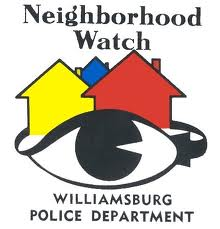 Neighborhood
Watch
WILLIAMSBURG
POLICE DEPARTMENT